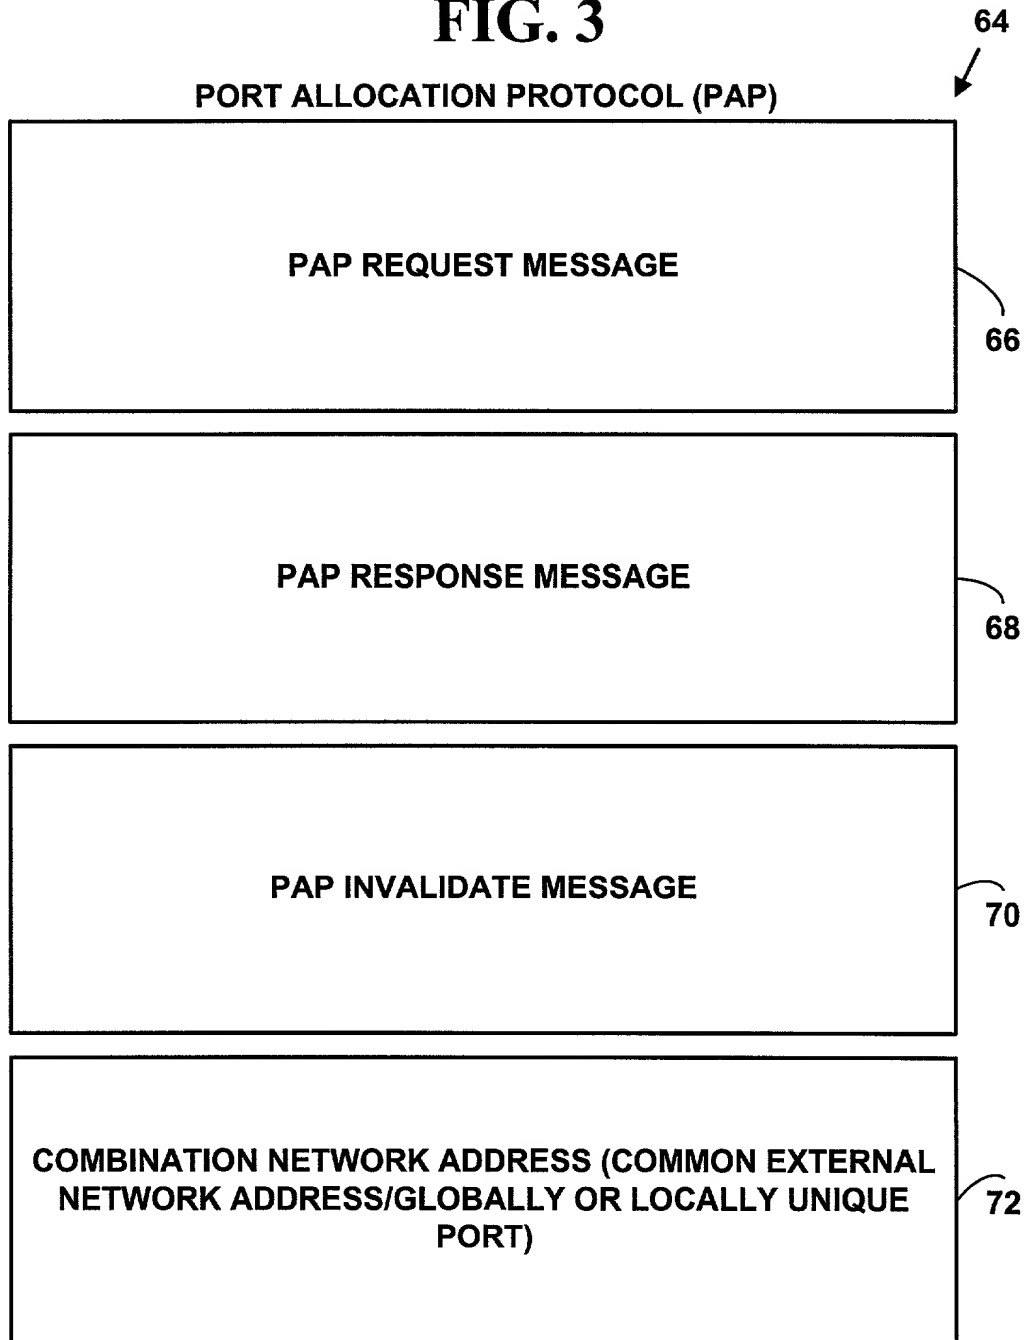 FIG. 3
64
PORT ALLOCATION PROTOCOL (PAP)
PAP REQUEST MESSAGE
66
PAP RESPONSE MESSAGE
68
PAP INVALIDATE MESSAGE
70
COMBINATION NETWORK ADDRESS (COMMON EXTERNAL
NETWORK ADDRESS/GLOBALLY OR LOCALLY UNIQUE
PORT)
72